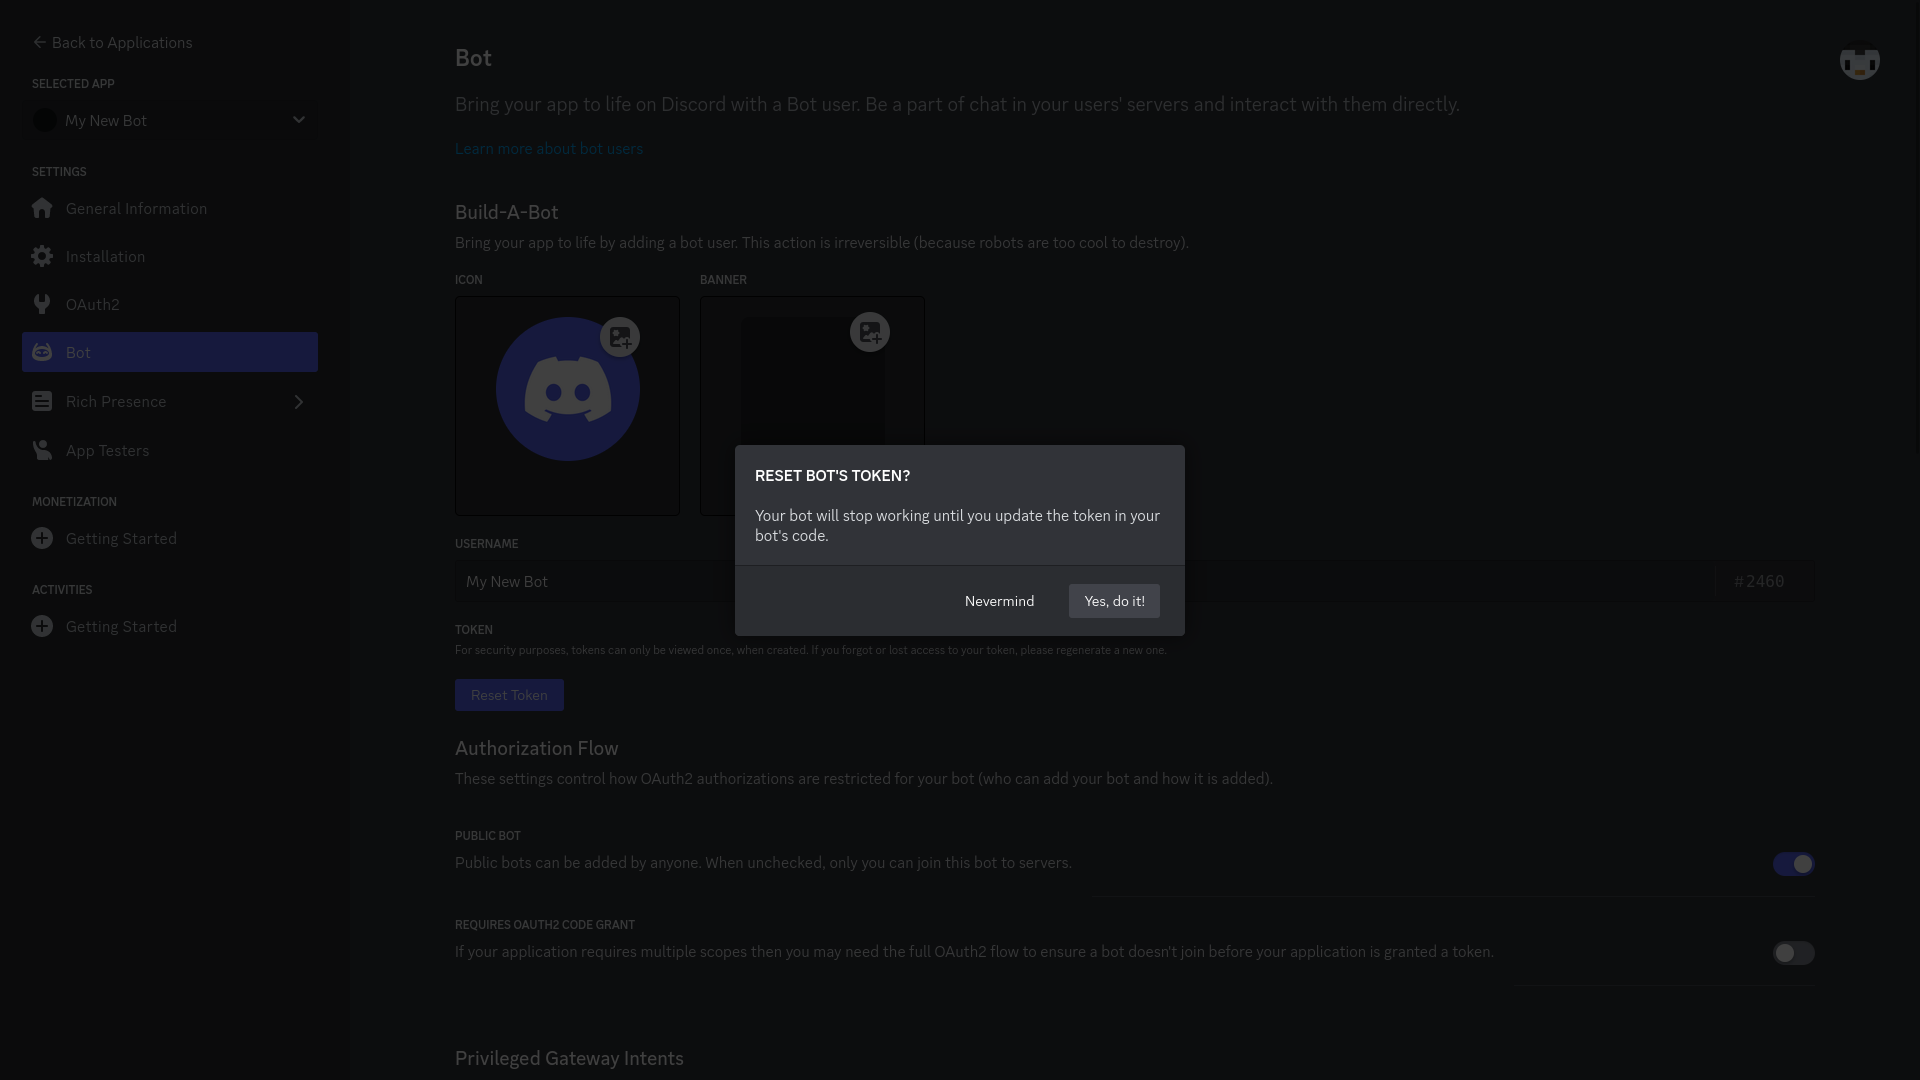 Back to Applications
SELECTED APP
My New Bot
SETTINGS
General Information
Installation
OAuth2
Bot
Rich Presence
App Testers
MONETIZATION
Getting Started
ACTIVITIES
Getting Started
Bot
Bring your app to life on Discord with a Bot user. Be a part of chat in your users' servers and interact with them directly.
Learn more about bot users
Build-A-Bot
Bring your app to life by adding a bot user. This action is irreversible (because robots are too cool to destroy).
ICON
BANNER
RESET BOT'S TOKEN?
Your bot will stop working until you update the token in your
bot's code.
Nevermind
Yes, do it!
USERNAME
My New Bot
#2460
TOKEN
For security purposes, tokens can only be viewed once, when created. If you forgot or lost access to your token, please regenerate a new one.
Reset Token
Authorization Flow
These settings control how OAuth2 authorizations are restricted for your bot (who can add your bot and how it is added).
PUBLIC BOT
Public bots can be added by anyone. When unchecked, only you can join this bot to servers.
REQUIRES OAUTH2 CODE GRANT
If your application requires multiple scopes then you may need the full OAuth2 flow to ensure a bot doesn't join before your application is granted a token.
Privileged Gateway Intents